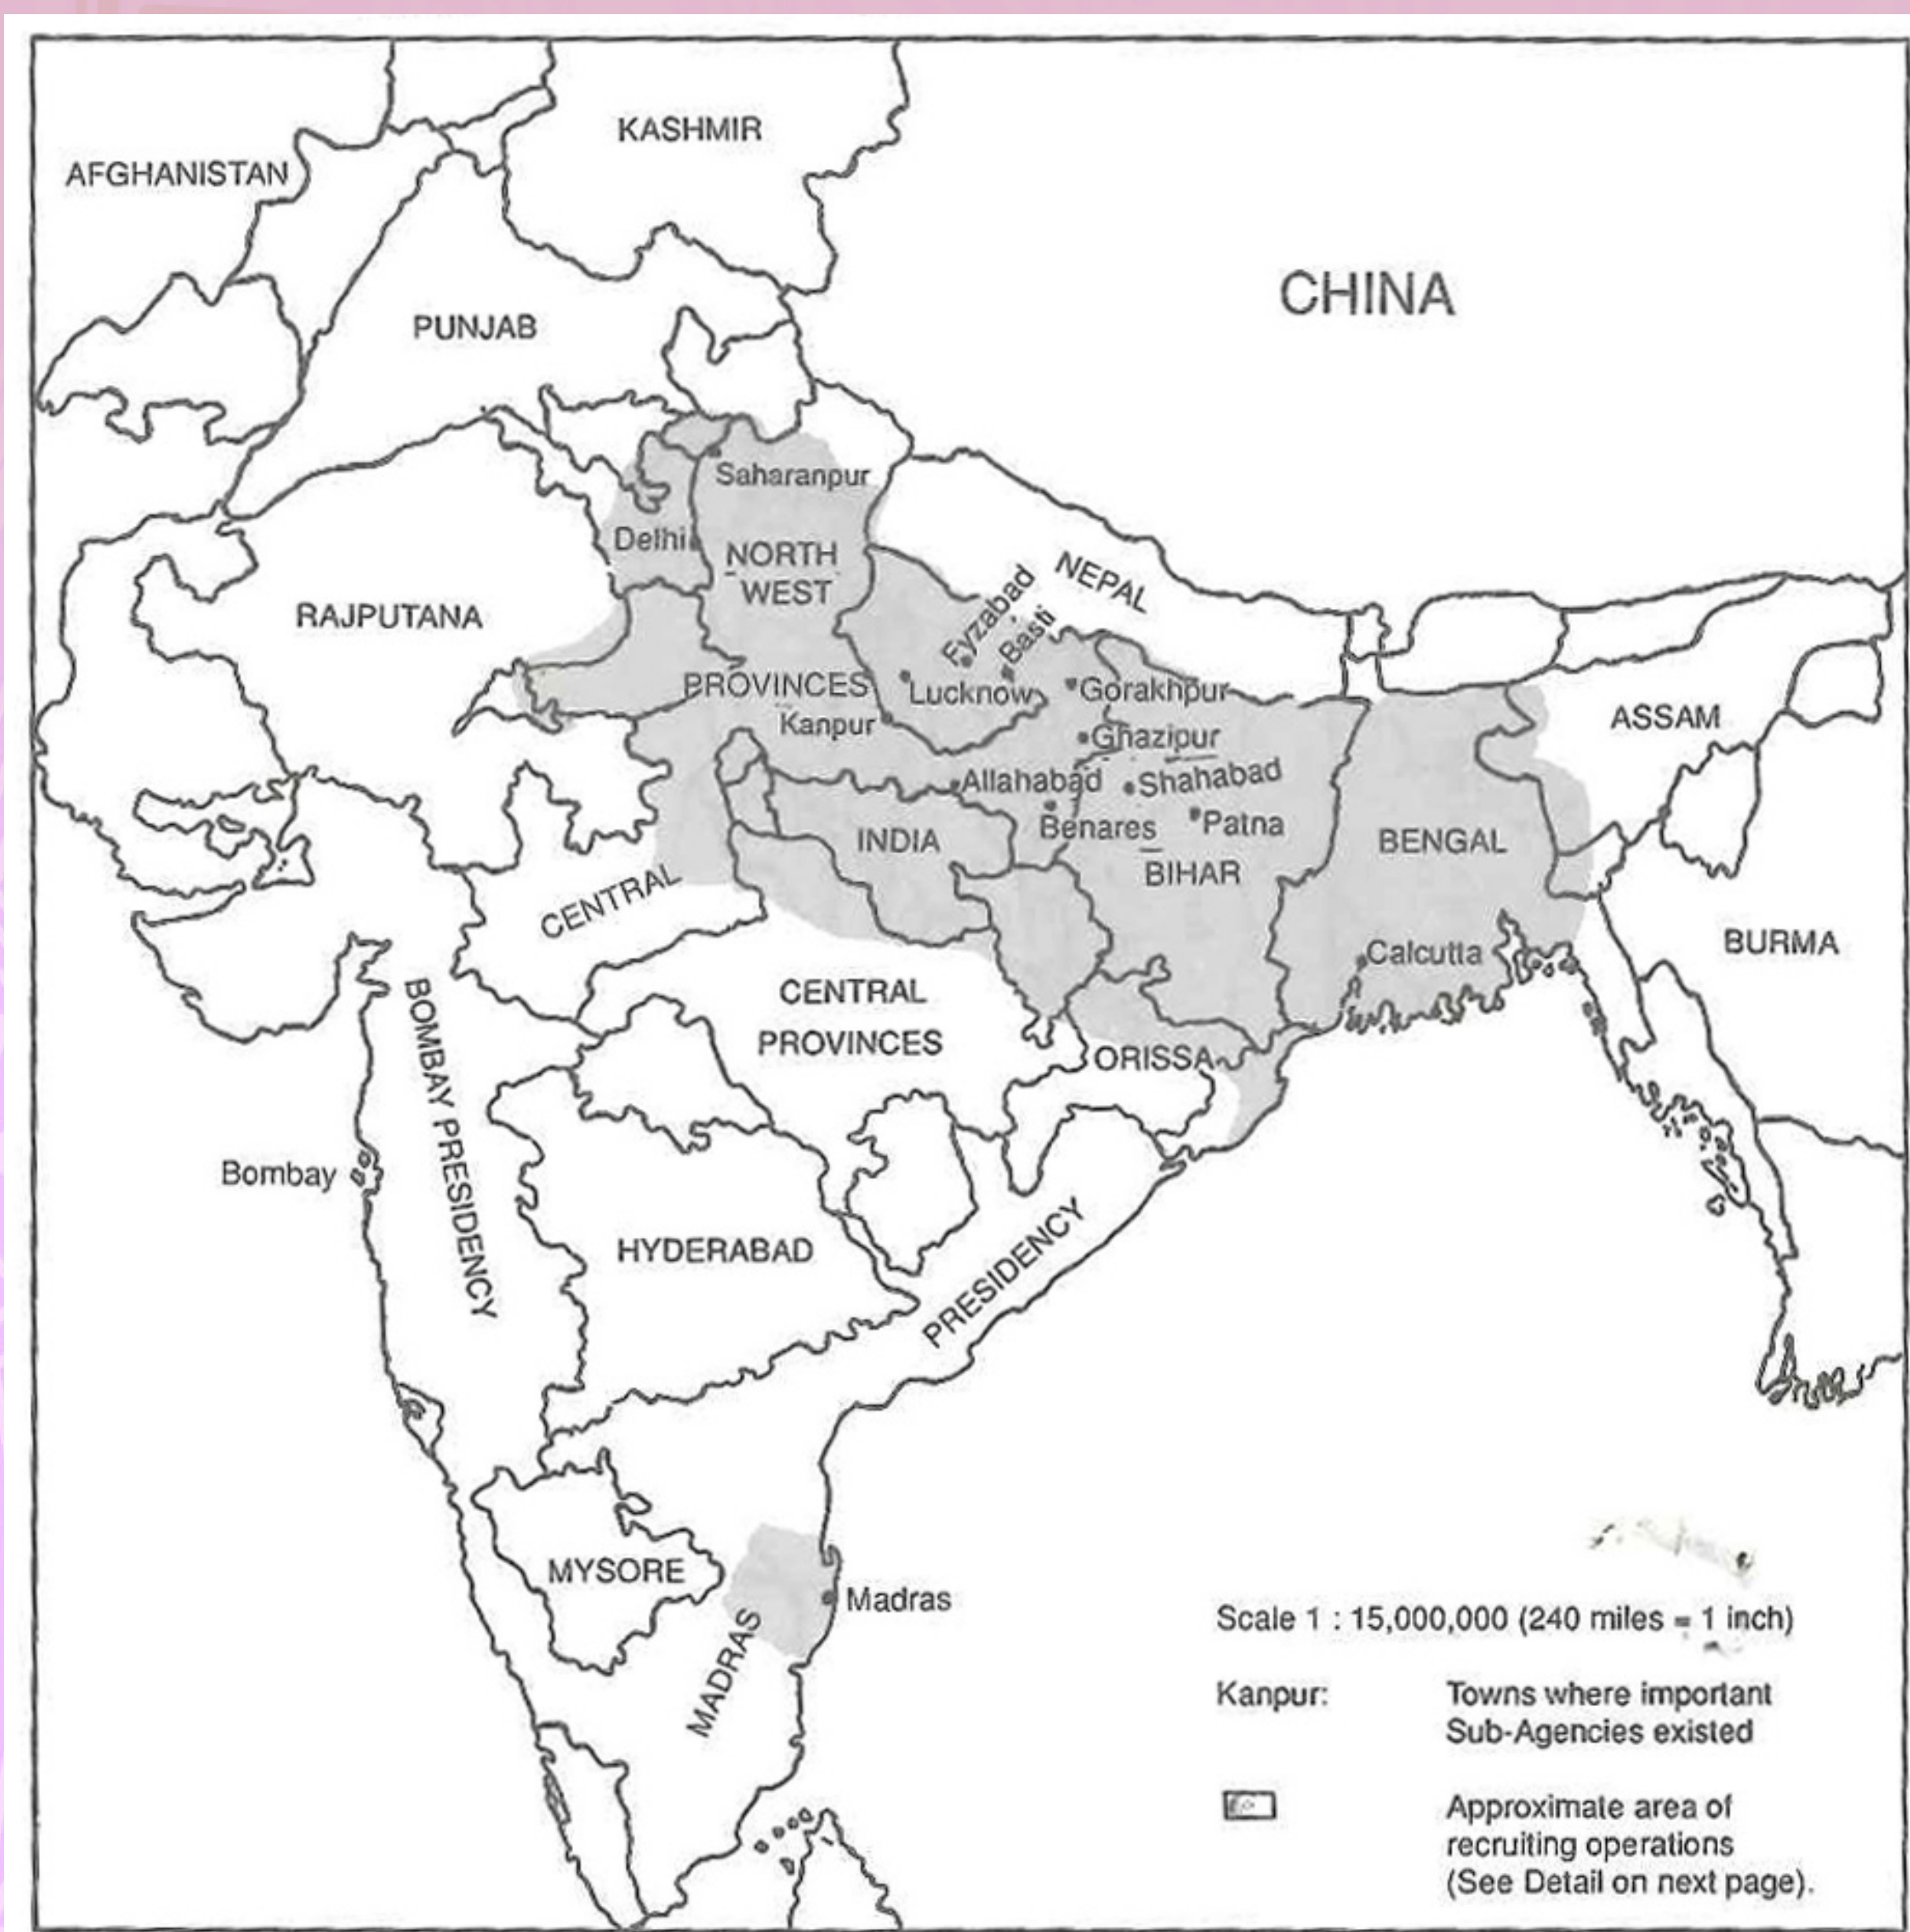 KASHMIR
AFGHANISTAN
CHINA
PUNJAB
Saharanpur
Delhi
NORTH
WEST
PROVINCES
NEPAL
Fyzabad
Basti
RAJPUTANA
Lucknow
Gorakhpur
Kanpur
Ghazipur
ASSAM
Allahabad
Shahabad
Benares
Patna
INDIA
BENGAL
BIHAR
CENTRAL
Calcutta
BURMA
CENTRAL
PROVINCES
ORISSA
BOMBAY PRESIDENCY
Bombay
HYDERABAD
PRESIDENCY
MYSORE
Madras
MADRAS
Scale 1 : 15,000,000 (240 miles = 1 inch)
Kanpur: Towns where important
Sub-Agencies existed
Approximate area of
recruiting operations
(See Detail on next page).